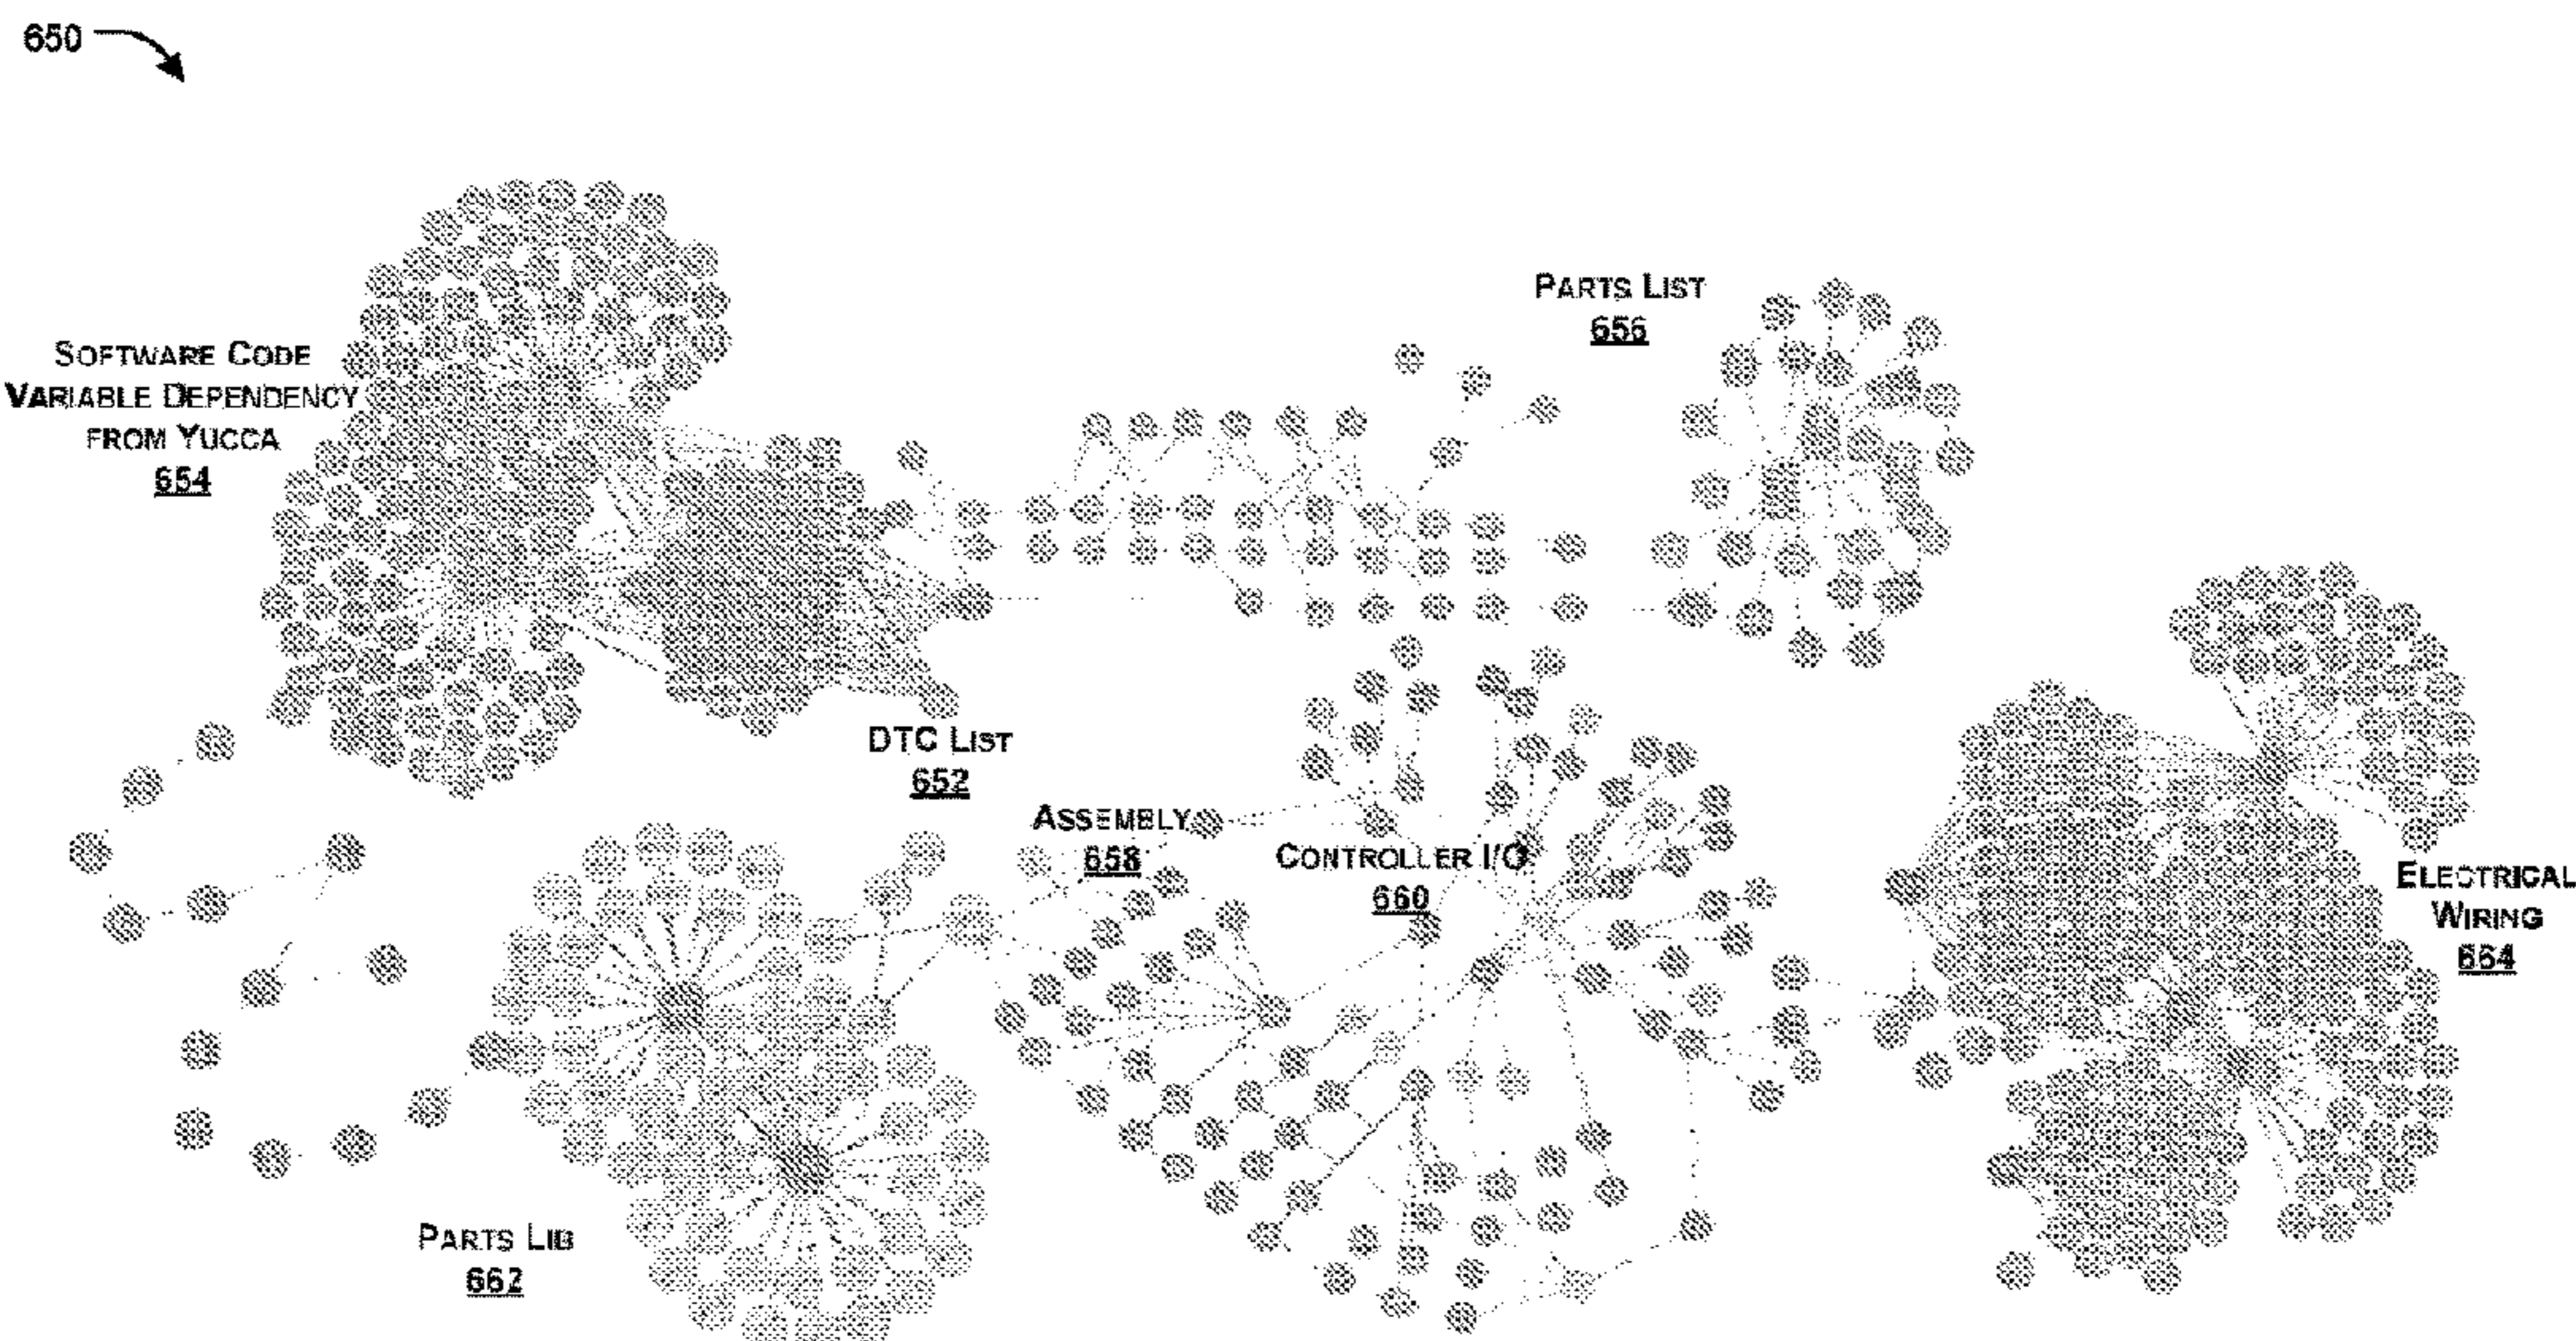 650
PARTS LIST
656
SOFTWARE CODE
VARIABLE DEPENDENCY
FROM YUCCA
654
DTC LIST
652
ASSEMBLY
658
CONTROLLER I/O
660
ELECTRICAL
WIRING
664
PARTS LIB
662